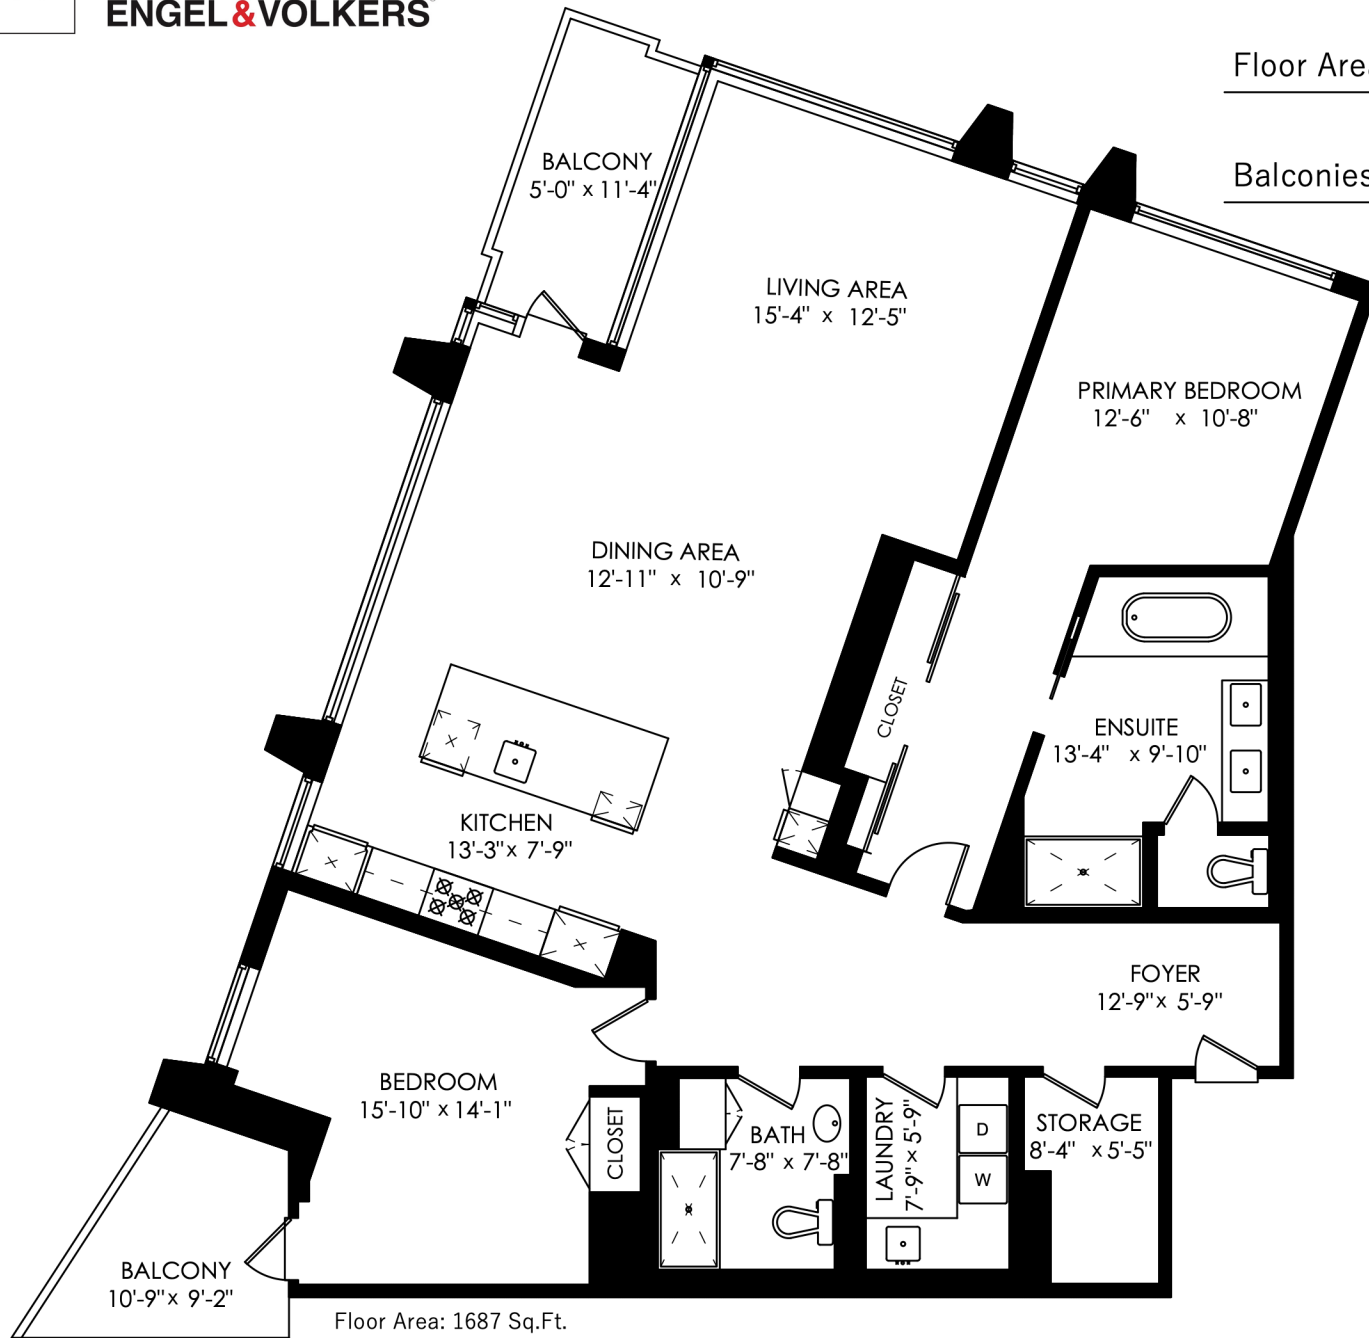 ENGEL&VOLKERS
Floor Area
Balconies
BALCONY
5'-0" x 11'-4"
LIVING AREA
15'-4" x 12'-5"
PRIMARY BEDROOM
12'-6" x 10'-8"
DINING AREA
12'-11" x 10'-9"
CLOSET
ENSUITE
13'-4" x 9'-10"
KITCHEN
13'-3" x 7'-9"
FOYER
12'-9" x 5'-9"
BEDROOM
15'-10" x 14'-1"
CLOSET
BATH
7'-8" x 7'-8"
LAUNDRY
7'-9" x 5'-9"
D
W
STORAGE
8'-4" x 5'-5"
BALCONY
10'-9" x 9'-2"
Floor Area: 1687 Sq.Ft.